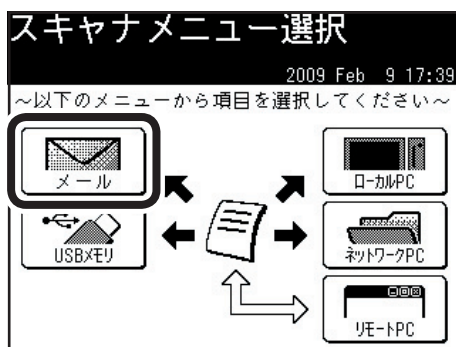 スキャナメニュー選択
2009 Feb 9 17:39
～以下のメニューから項目を選択してください～
メール
ローカルPC
USBメモリ
ネットワークPC
リモートPC